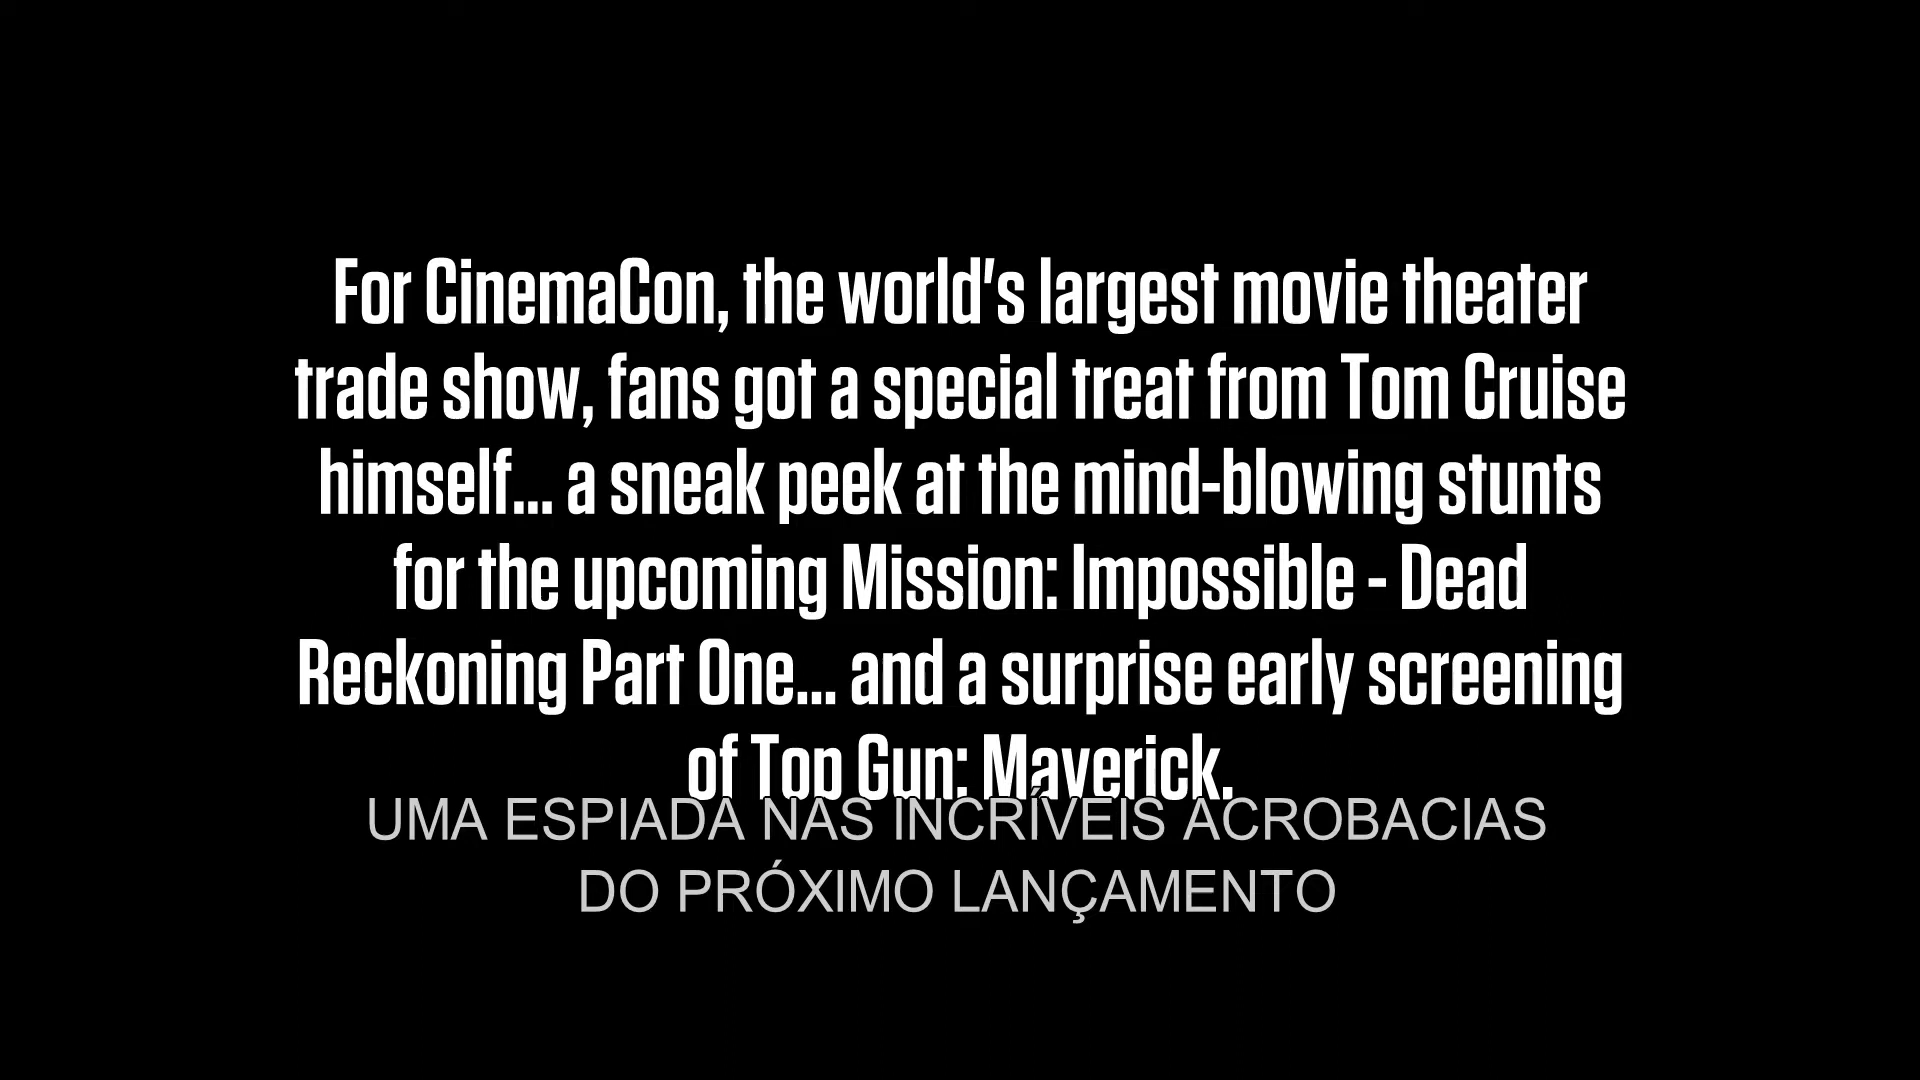 For CinemaCon, the world's largest movie theater
trade show, fans got a special treat from Tom Cruise
himself... a sneak peek at the mind-blowing stunts
for the upcoming Mission: Impossible - Dead
Reckoning Part One... and a surprise early screening
of Top Gun: Maverick.
UMA ESPIADA NAS INCRÍVEIS ACROBACIAS
DO PRÓXIMO LANÇAMENTO